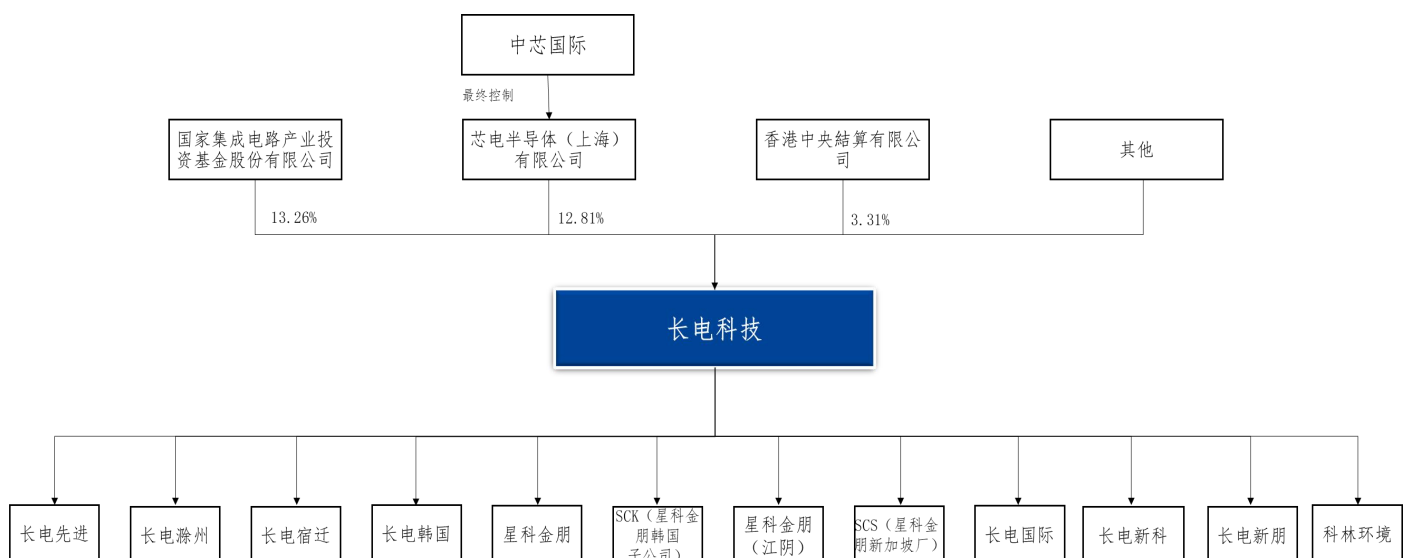 中芯国际
最终控制
国家集成电路产业投
资基金股份有限公司
芯电半导体（上海）
有限公司
香港中央结算有限公
司
其他
13.26%
12.81%
3.31%
长电科技
长电先进
长电滁州
长电宿迁
长电韩国
星科金朋
SCK（星科金
朋韩国
子公司）
星科金朋
（江阴）
SCS（星科金
朋新加坡厂）
长电国际
长电新科
长电新朋
科林环境